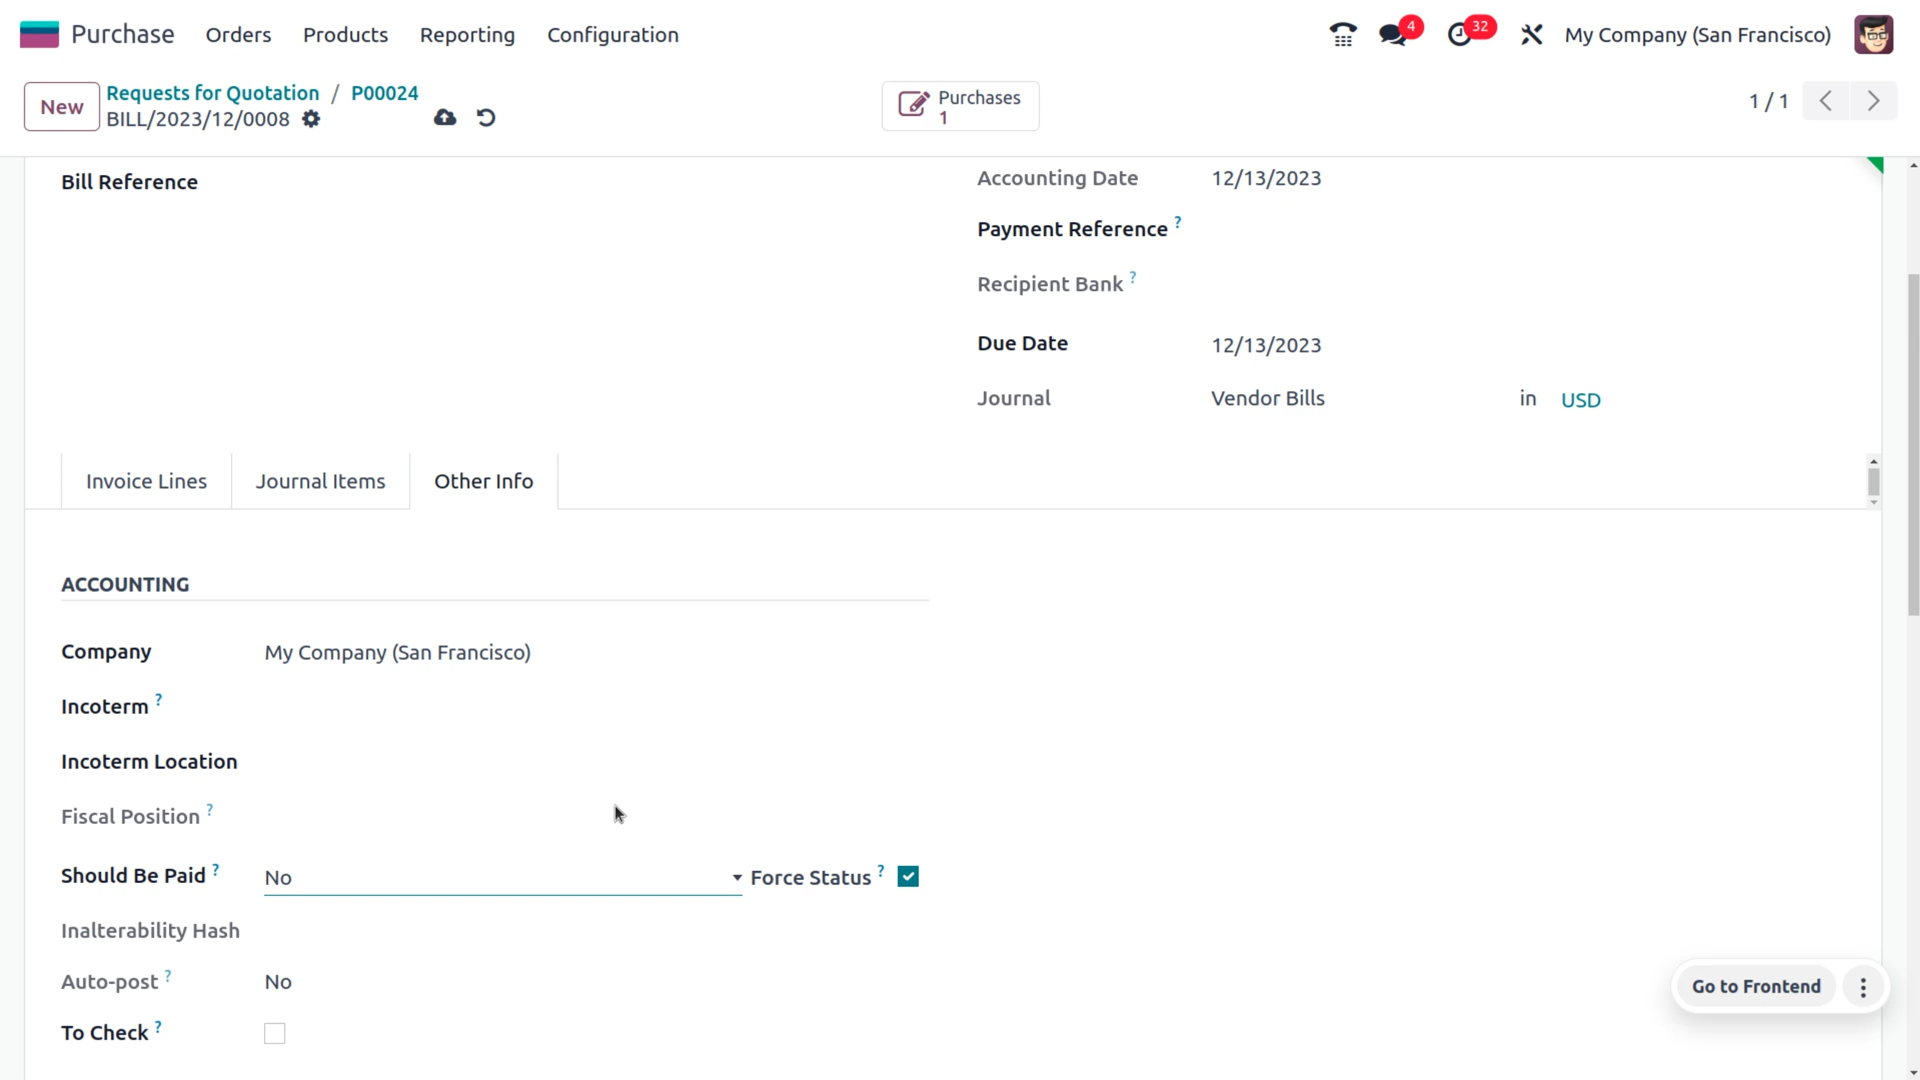 Purchase Orders Products Reporting Configuration 4 32 My Company (San Francisco)
New Requests for Quotation / P00024
BILL/2023/12/0008
Purchases
1
1 / 1
Bill Reference
Accounting Date 12/13/2023
Payment Reference ?
Recipient Bank ?
Due Date 12/13/2023
Journal Vendor Bills in USD
Invoice Lines Journal Items Other Info
ACCOUNTING
Company My Company (San Francisco)
Incoterm ?
Incoterm Location
Fiscal Position ?
Should Be Paid ? No Force Status ?
Inalterability Hash
Auto-post ? No
To Check ?
Go to Frontend